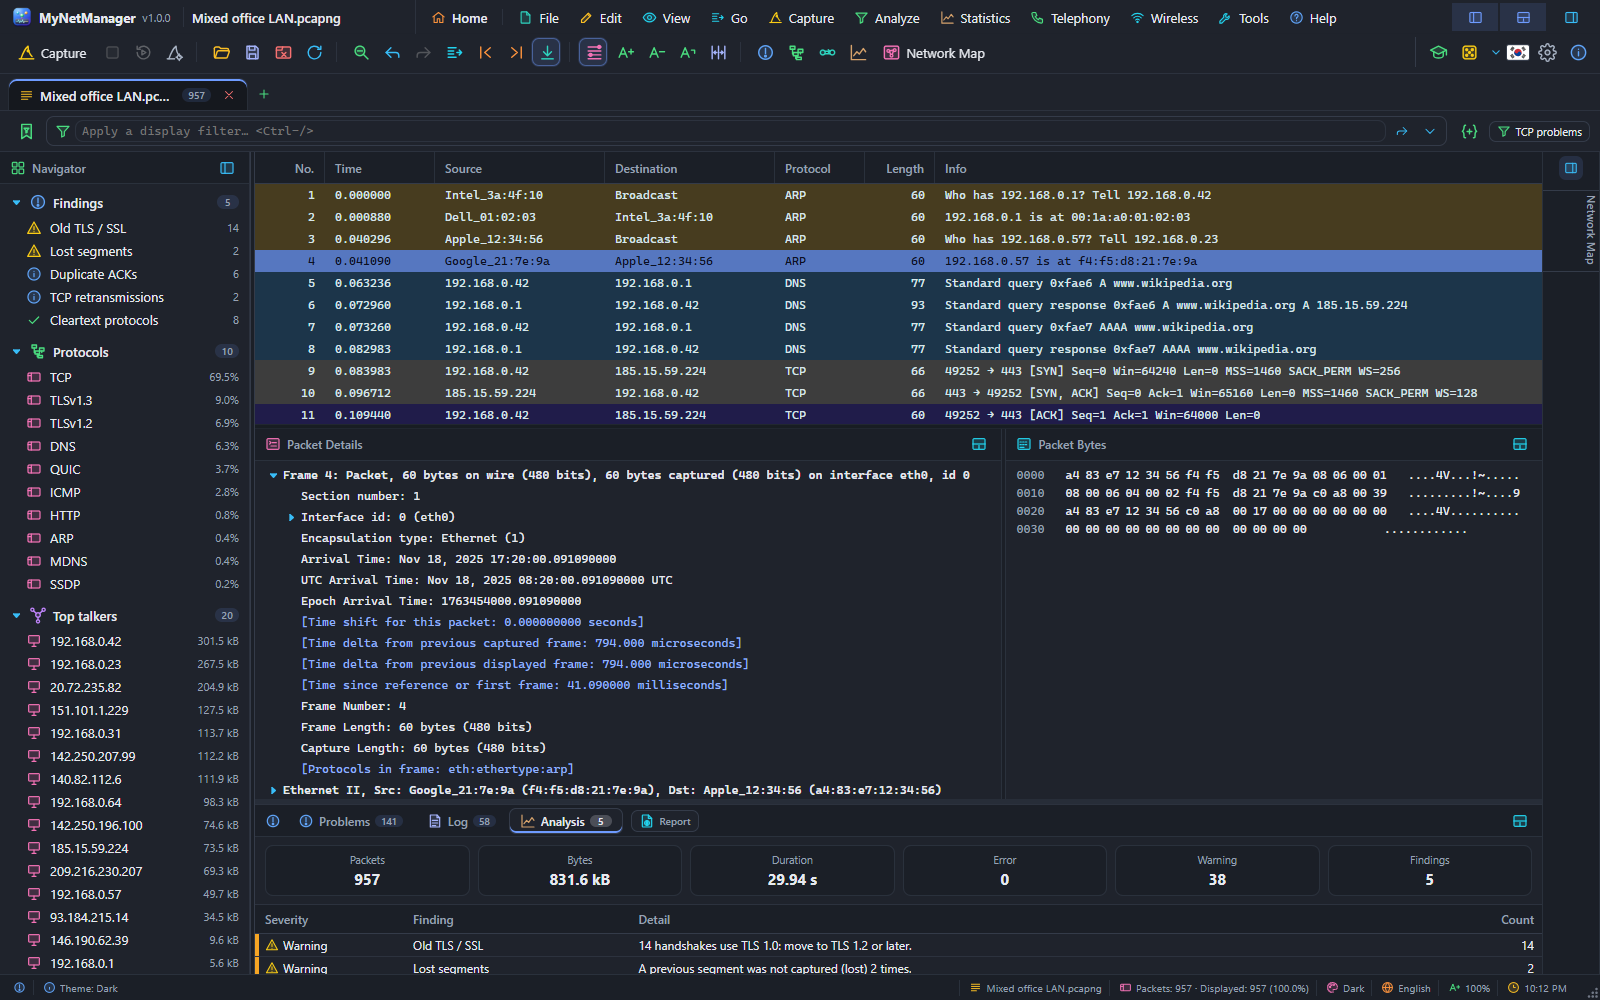 MyNetManager v1.0.0 Mixed office LAN.pcapng Home File Edit View Go Capture Analyze Statistics Telephony Wireless Tools Help
Capture A+ A- Network Map
Mixed office LAN.pc... 957
Apply a display filter… <Ctrl-/> TCP problems
Navigator
Findings 5
Old TLS / SSL 14
Lost segments 2
Duplicate ACKs 6
TCP retransmissions 2
Cleartext protocols 8
Protocols 10
TCP 69.5%
TLSv1.3 9.0%
TLSv1.2 6.9%
DNS 6.3%
QUIC 3.7%
ICMP 2.8%
HTTP 0.8%
ARP 0.4%
MDNS 0.4%
SSDP 0.2%
Top talkers 20
192.168.0.42 301.5 kB
192.168.0.23 267.5 kB
20.72.235.82 204.9 kB
151.101.1.229 127.5 kB
192.168.0.31 113.7 kB
142.250.207.99 112.2 kB
140.82.112.6 111.9 kB
192.168.0.64 98.3 kB
142.250.196.100 74.6 kB
185.15.59.224 73.5 kB
209.216.230.207 69.3 kB
192.168.0.57 49.7 kB
93.184.215.14 34.5 kB
146.190.62.39 9.6 kB
192.168.0.1 5.6 kB
No. Time Source Destination Protocol Length Info
1 0.000000 Intel_3a:4f:10 Broadcast ARP 60 Who has 192.168.0.1? Tell 192.168.0.42
2 0.000880 Dell_01:02:03 Intel_3a:4f:10 ARP 60 192.168.0.1 is at 00:1a:a0:01:02:03
3 0.040296 Apple_12:34:56 Broadcast ARP 60 Who has 192.168.0.57? Tell 192.168.0.23
4 0.041090 Google_21:7e:9a Apple_12:34:56 ARP 60 192.168.0.57 is at f4:f5:d8:21:7e:9a
5 0.063236 192.168.0.42 192.168.0.1 DNS 77 Standard query 0xfae6 A www.wikipedia.org
6 0.072960 192.168.0.1 192.168.0.42 DNS 93 Standard query response 0xfae6 A www.wikipedia.org A 185.15.59.224
7 0.073260 192.168.0.42 192.168.0.1 DNS 77 Standard query 0xfae7 AAAA www.wikipedia.org
8 0.082983 192.168.0.1 192.168.0.42 DNS 77 Standard query response 0xfae7 AAAA www.wikipedia.org
9 0.083983 192.168.0.42 185.15.59.224 TCP 66 49252 → 443 [SYN] Seq=0 Win=64240 Len=0 MSS=1460 SACK_PERM WS=256
10 0.096712 185.15.59.224 192.168.0.42 TCP 66 443 → 49252 [SYN, ACK] Seq=0 Ack=1 Win=65160 Len=0 MSS=1460 SACK_PERM WS=128
11 0.109440 192.168.0.42 185.15.59.224 TCP 60 49252 → 443 [ACK] Seq=1 Ack=1 Win=64000 Len=0
Network Map
Packet Details
Frame 4: Packet, 60 bytes on wire (480 bits), 60 bytes captured (480 bits) on interface eth0, id 0
Section number: 1
Interface id: 0 (eth0)
Encapsulation type: Ethernet (1)
Arrival Time: Nov 18, 2025 17:20:00.091090000
UTC Arrival Time: Nov 18, 2025 08:20:00.091090000 UTC
Epoch Arrival Time: 1763454000.091090000
[Time shift for this packet: 0.000000000 seconds]
[Time delta from previous captured frame: 794.000 microseconds]
[Time delta from previous displayed frame: 794.000 microseconds]
[Time since reference or first frame: 41.090000 milliseconds]
Frame Number: 4
Frame Length: 60 bytes (480 bits)
Capture Length: 60 bytes (480 bits)
[Protocols in frame: eth:ethertype:arp]
Ethernet II, Src: Google_21:7e:9a (f4:f5:d8:21:7e:9a), Dst: Apple_12:34:56 (a4:83:e7:12:34:56)
Packet Bytes
0000 a4 83 e7 12 34 56 f4 f5 d8 21 7e 9a 08 06 00 01 ....4V...!~.....
0010 08 00 06 04 00 02 f4 f5 d8 21 7e 9a c0 a8 00 39 .........!~....9
0020 a4 83 e7 12 34 56 c0 a8 00 17 00 00 00 00 00 00 ....4V..........
0030 00 00 00 00 00 00 00 00 00 00 00 00 ............
Problems 141 Log 58 Analysis 5 Report
Packets Bytes Duration Error Warning Findings
957 831.6 kB 29.94 s 0 38 5
Severity Finding Detail Count
Warning Old TLS / SSL 14 handshakes use TLS 1.0: move to TLS 1.2 or later. 14
Warning Lost segments A previous segment was not captured (lost) 2 times. 2
Theme: Dark Mixed office LAN.pcapng Packets: 957 · Displayed: 957 (100.0%) Dark English A+ 100% 10:12 PM